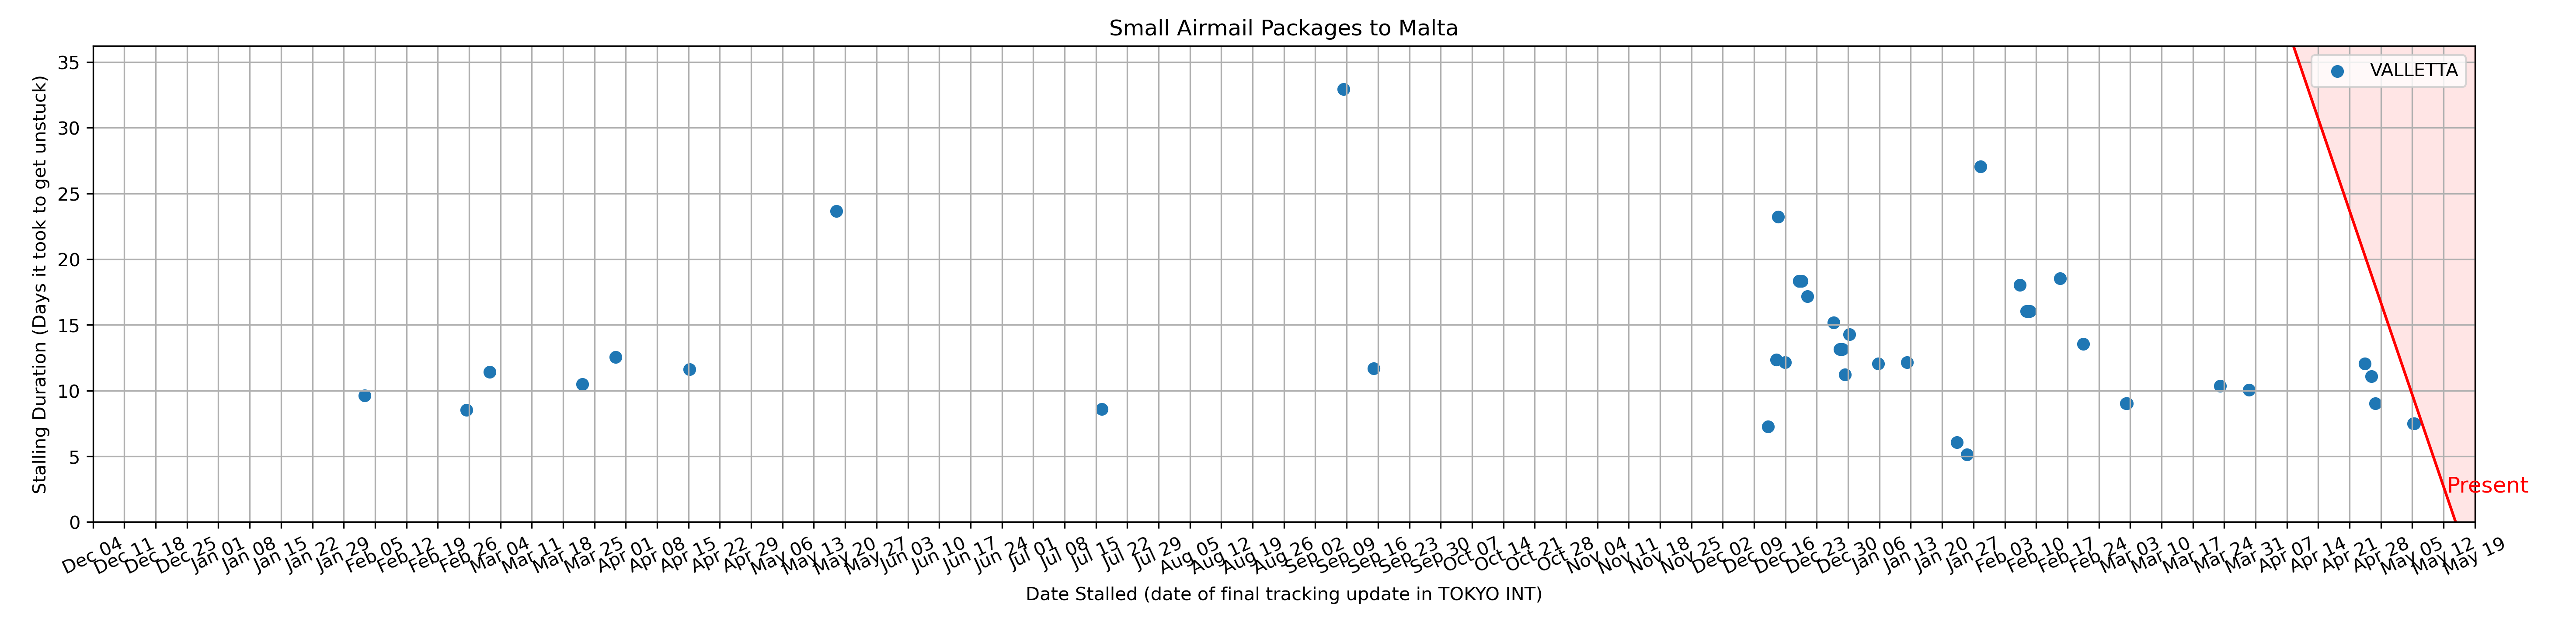 Small Airmail Packages to Malta
Stalling Duration (Days it took to get unstuck)
35
30
25
20
15
10
5
0
VALLETTA
Present
Dec 04
Dec 11
Dec 18
Dec 25
Jan 01
Jan 08
Jan 15
Jan 22
Jan 29
Feb 05
Feb 12
Feb 19
Feb 26
Mar 04
Mar 11
Mar 18
Mar 25
Apr 01
Apr 08
Apr 15
Apr 22
Apr 29
May 06
May 13
May 20
May 27
Jun 03
Jun 10
Jun 17
Jun 24
Jul 01
Jul 08
Jul 15
Jul 22
Jul 29
Aug 05
Aug 12
Aug 19
Aug 26
Sep 02
Sep 09
Sep 16
Sep 23
Sep 30
Oct 07
Oct 14
Oct 21
Oct 28
Nov 04
Nov 11
Nov 18
Nov 25
Dec 02
Dec 09
Dec 16
Dec 23
Dec 30
Jan 06
Jan 13
Jan 20
Jan 27
Feb 03
Feb 10
Feb 17
Feb 24
Mar 03
Mar 10
Mar 17
Mar 24
Mar 31
Apr 07
Apr 14
Apr 21
Apr 28
May 05
May 12
May 19
Date Stalled (date of final tracking update in TOKYO INT)